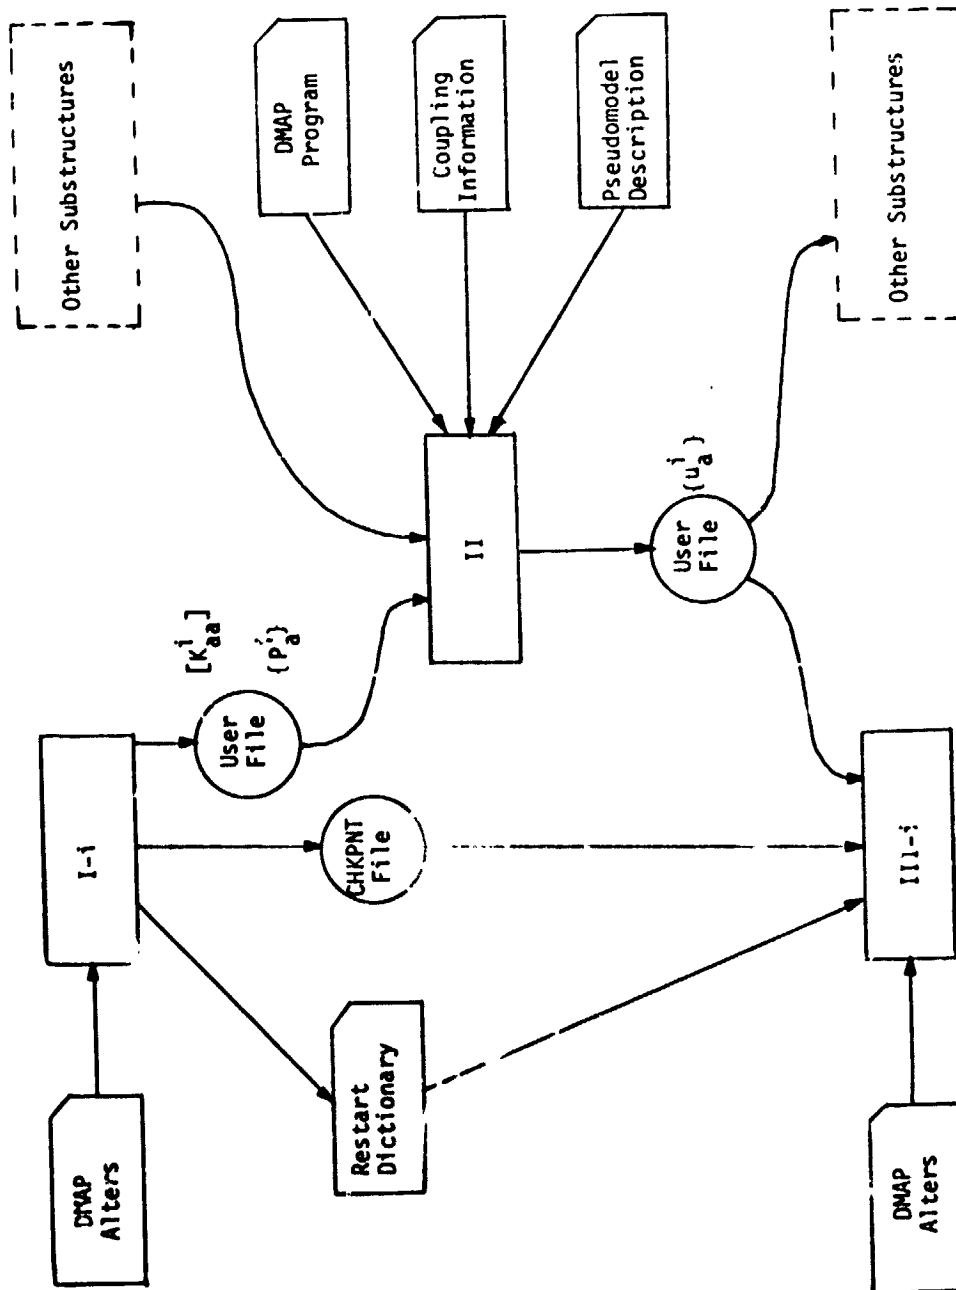 DMAP
Alters
I-i
Other Substructures
[K^i_aa]
{P^i_a}
User
File
CHKPNT
File
Restart
Dictionary
DMAP
Program
Coupling
Information
Pseudomodel
Description
II
User
File
{u^i_a}
DMAP
Alters
III-i
Other Substructures